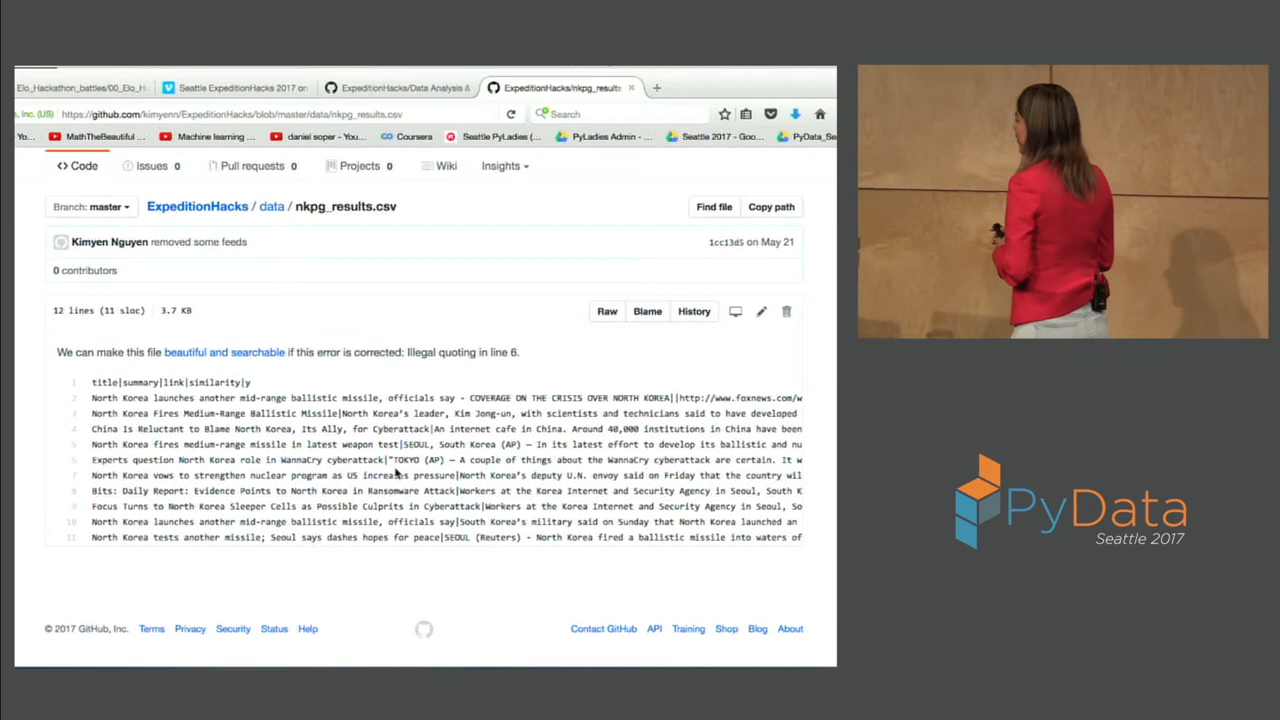 Elo_Hackathon_battles/00_Elo_H
Seattle ExpeditionHacks 2017 on
ExpeditionHacks/Data Analysis &
ExpeditionHacks/nkpg_results
, Inc. (US)
https://github.com/kimyenn/ExpeditionHacks/blob/master/data/nkpg_results.csv
Search
Yo...
MathTheBeautiful ...
Machine learning ...
daniel soper - You...
Coursera
Seattle PyLadies (...
PyLadies Admin - ...
Seattle 2017 - Goo...
PyData_Se
<> Code
Issues 0
Pull requests 0
Projects 0
Wiki
Insights
Branch: master
ExpeditionHacks / data / nkpg_results.csv
Find file
Copy path
Kimyen Nguyen removed some feeds
1cc13d5 on May 21
0 contributors
12 lines (11 sloc) | 3.7 KB
Raw
Blame
History
We can make this file beautiful and searchable if this error is corrected: Illegal quoting in line 6.
1 title|summary|link|similarity|y
2 North Korea launches another mid-range ballistic missile, officials say - COVERAGE ON THE CRISIS OVER NORTH KOREA||http://www.foxnews.com/w
3 North Korea Fires Medium-Range Ballistic Missile|North Korea's leader, Kim Jong-un, with scientists and technicians said to have developed
4 China Is Reluctant to Blame North Korea, Its Ally, for Cyberattack|An internet cafe in China. Around 40,000 institutions in China have been
5 North Korea fires medium-range missile in latest weapon test|SEOUL, South Korea (AP) — In its latest effort to develop its ballistic and nu
6 Experts question North Korea role in WannaCry cyberattack|"TOKYO (AP) — A couple of things about the WannaCry cyberattack are certain. It w
7 North Korea vows to strengthen nuclear program as US increases pressure|North Korea's deputy U.N. envoy said on Friday that the country wil
8 Bits: Daily Report: Evidence Points to North Korea in Ransomware Attack|Workers at the Korea Internet and Security Agency in Seoul, South K
9 Focus Turns to North Korea Sleeper Cells as Possible Culprits in Cyberattack|Workers at the Korea Internet and Security Agency in Seoul, So
10 North Korea launches another mid-range ballistic missile, officials say|South Korea's military said on Sunday that North Korea launched an
11 North Korea tests another missile; Seoul says dashes hopes for peace|SEOUL (Reuters) - North Korea fired a ballistic missile into waters of
© 2017 GitHub, Inc.
Terms
Privacy
Security
Status
Help
Contact GitHub
API
Training
Shop
Blog
About
PyData
Seattle 2017